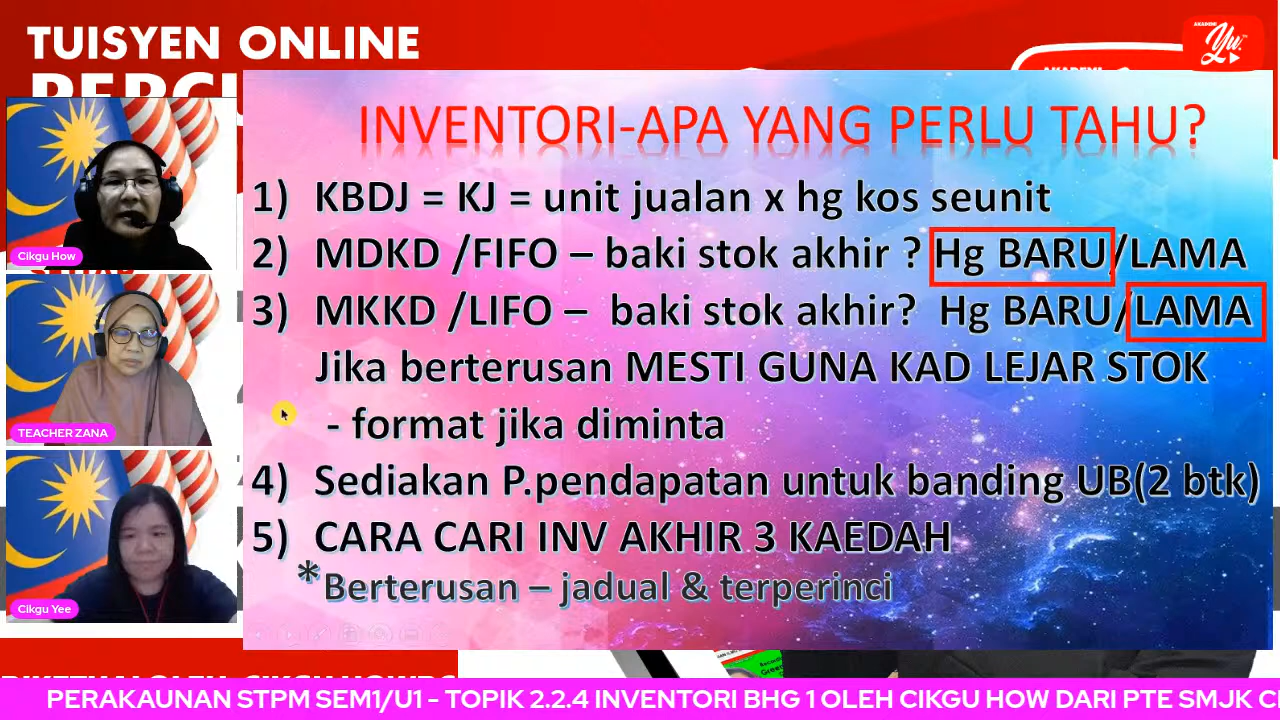 TUISYEN ONLINE
AKADEMI
Yu.
INVENTORI-APA YANG PERLU TAHU?
1) KBDJ = KJ = unit jualan x hg kos seunit
2) MDKD /FIFO – baki stok akhir ? Hg BARU/LAMA
3) MKKD /LIFO – baki stok akhir? Hg BARU/LAMA
Jika berterusan MESTI GUNA KAD LEJAR STOK
- format jika diminta
4) Sediakan P.pendapatan untuk banding UB(2 btk)
5) CARA CARI INV AKHIR 3 KAEDAH
*Berterusan – jadual & terperinci
Cikgu How
TEACHER ZANA
Cikgu Yee
PERAKAUNAN STPM SEM1/U1 - TOPIK 2.2.4 INVENTORI BHG 1 OLEH CIKGU HOW DARI PTE SMJK